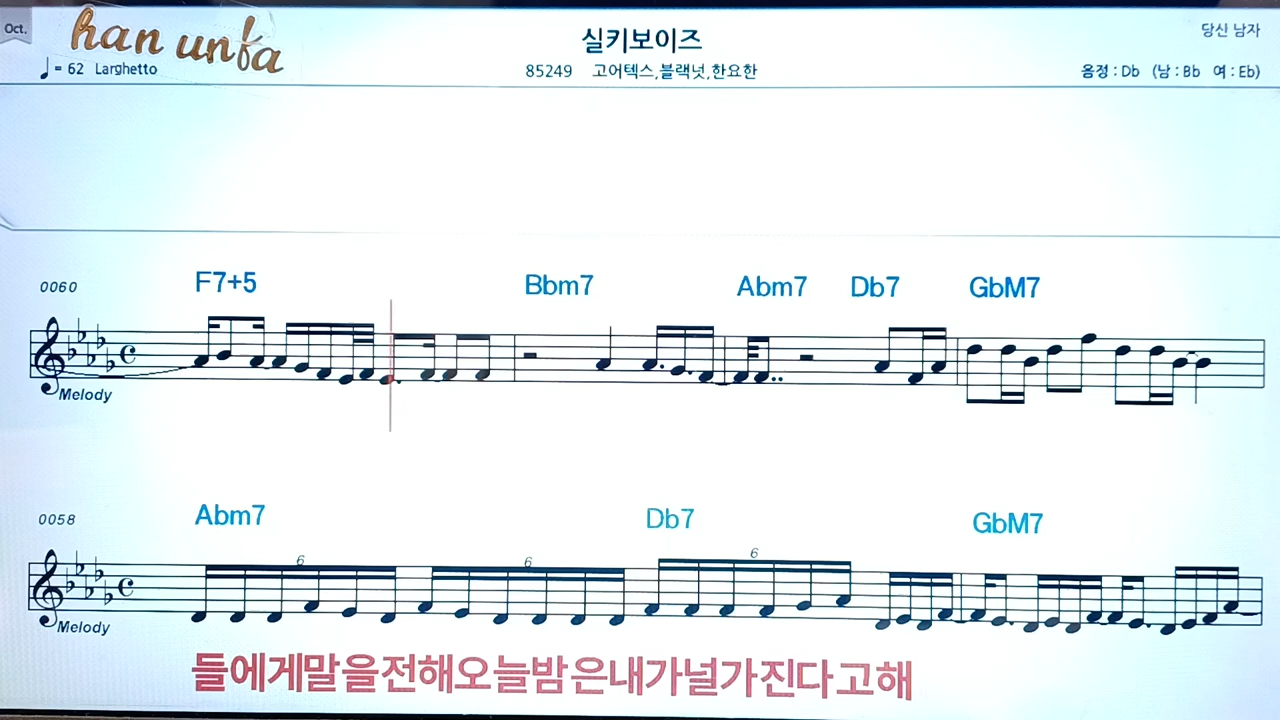 Oct.
han unfa
실키보이즈
당신 남자
♩= 62 Larghetto
85249 고어텍스,블랙넛,한요한
음정 : Db (남 : Bb 여 : Eb)
0060
F7+5 Bbm7 Abm7 Db7 GbM7
Melody
0058
Abm7 Db7 GbM7
6 6 6
Melody
들에게말을전해오늘밤은내가널가진다고해